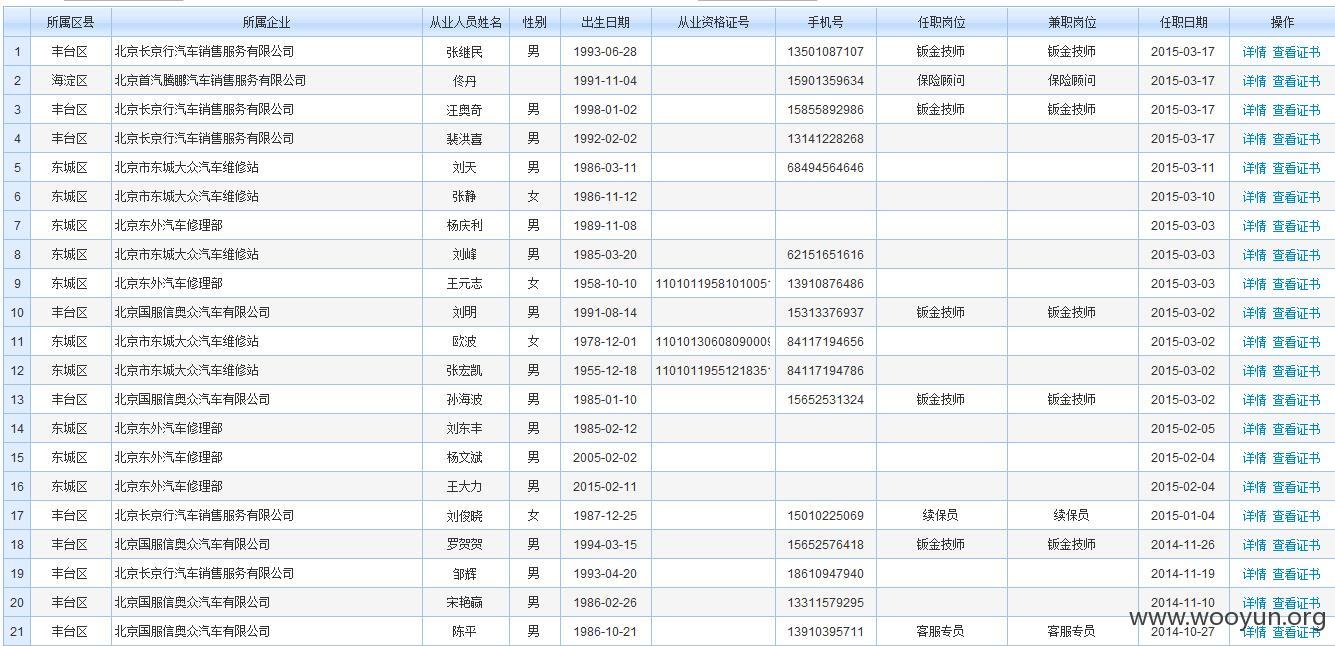 所属区县 所属企业 从业人员姓名 性别 出生日期 从业资格证号 手机号 任职岗位 兼职岗位 任职日期 操作
1 丰台区 北京长京行汽车销售服务有限公司 张继民 男 1993-06-28 13501087107 钣金技师 钣金技师 2015-03-17 详情 查看证书
2 海淀区 北京首汽腾鹏汽车销售服务有限公司 佟丹 1991-11-04 15901359634 保险顾问 保险顾问 2015-03-17 详情 查看证书
3 丰台区 北京长京行汽车销售服务有限公司 汪奥奇 男 1998-01-02 15855892986 钣金技师 钣金技师 2015-03-17 详情 查看证书
4 丰台区 北京长京行汽车销售服务有限公司 裴洪喜 男 1992-02-02 13141228268 2015-03-17 详情 查看证书
5 东城区 北京市东城大众汽车维修站 刘天 男 1986-03-11 68494564646 2015-03-11 详情 查看证书
6 东城区 北京市东城大众汽车维修站 张静 女 1986-11-12 2015-03-10 详情 查看证书
7 东城区 北京东外汽车修理部 杨庆利 男 1989-11-08 2015-03-03 详情 查看证书
8 东城区 北京市东城大众汽车维修站 刘峰 男 1985-03-20 62151651616 2015-03-03 详情 查看证书
9 东城区 北京东外汽车修理部 王元志 女 1958-10-10 11010119581010051 13910876486 2015-03-03 详情 查看证书
10 丰台区 北京国服信奥众汽车有限公司 刘明 男 1991-08-14 15313376937 钣金技师 钣金技师 2015-03-02 详情 查看证书
11 东城区 北京市东城大众汽车维修站 欧波 女 1978-12-01 1101013060809000 84117194656 2015-03-02 详情 查看证书
12 东城区 北京市东城大众汽车维修站 张宏凯 男 1955-12-18 11010119551218351 84117194786 2015-03-02 详情 查看证书
13 丰台区 北京国服信奥众汽车有限公司 孙海波 男 1985-01-10 15652531324 钣金技师 钣金技师 2015-03-02 详情 查看证书
14 东城区 北京东外汽车修理部 刘东丰 男 1985-02-12 2015-02-05 详情 查看证书
15 东城区 北京东外汽车修理部 杨文斌 男 2005-02-02 2015-02-04 详情 查看证书
16 东城区 北京东外汽车修理部 王大力 男 2015-02-11 2015-02-04 详情 查看证书
17 丰台区 北京长京行汽车销售服务有限公司 刘俊晓 女 1987-12-25 15010225069 续保员 续保员 2015-01-04 详情 查看证书
18 丰台区 北京国服信奥众汽车有限公司 罗贺贺 男 1994-03-15 15652576418 钣金技师 钣金技师 2014-11-26 详情 查看证书
19 丰台区 北京长京行汽车销售服务有限公司 邹辉 男 1993-04-20 18610947940 2014-11-19 详情 查看证书
20 丰台区 北京国服信奥众汽车有限公司 宋艳嬴 男 1986-02-26 13311579295 2014-11-10 详情 查看证书
www.wooyun.org
21 丰台区 北京国服信奥众汽车有限公司 陈平 男 1986-10-21 13910395711 客服专员 客服专员 2014-10-27 详情 查看证书